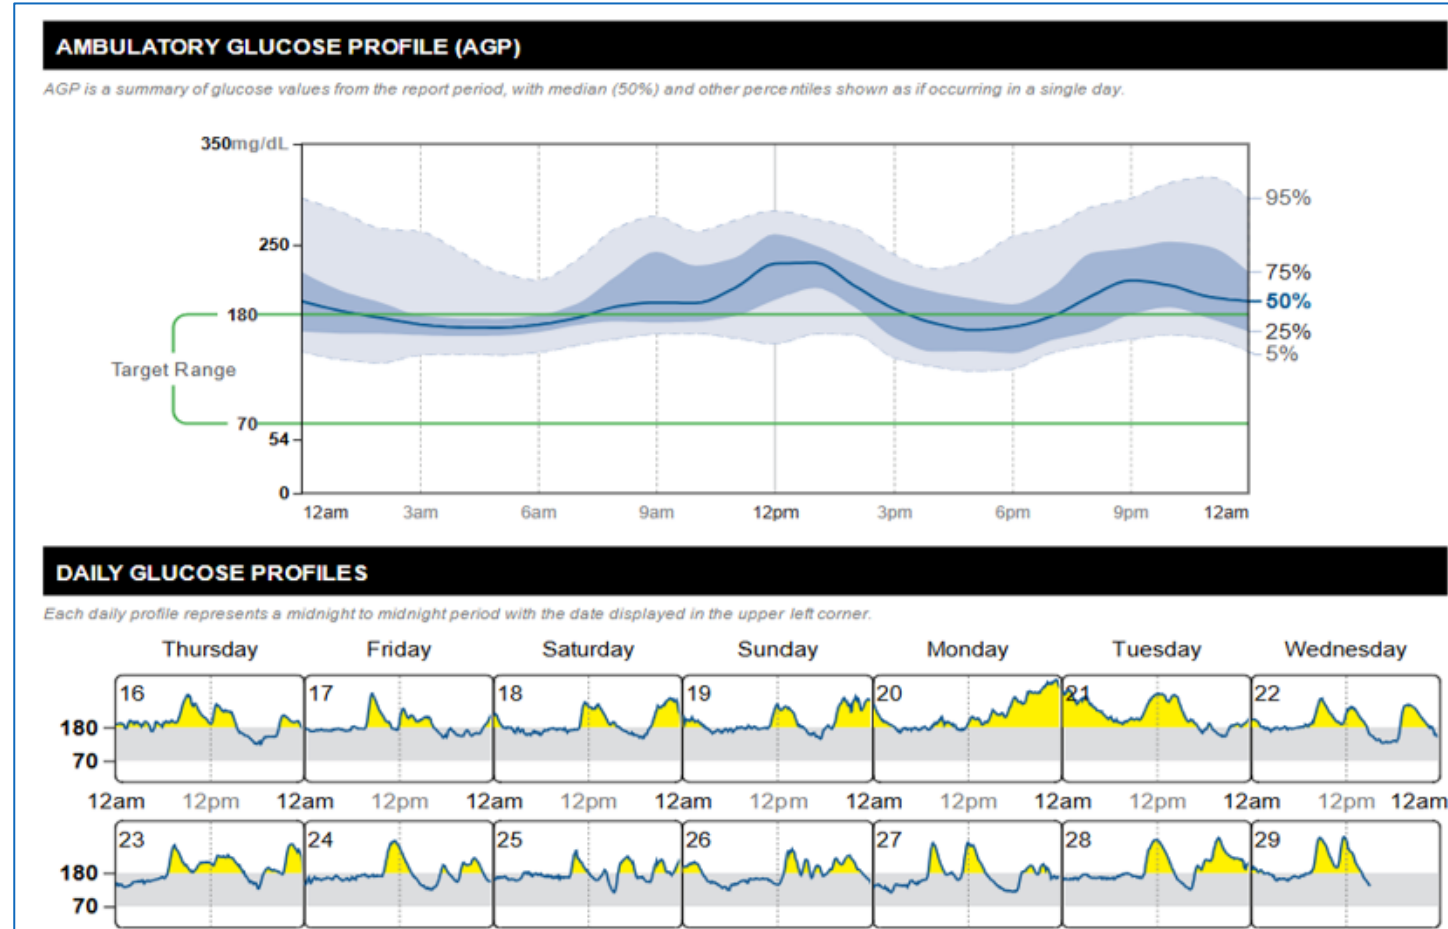 AMBULATORY GLUCOSE PROFILE (AGP)
AGP is a summary of glucose values from the report period, with median (50%) and other percentiles shown as if occurring in a single day.
350mg/dL
95%
250
75%
50%
180
25%
5%
Target Range
70
54
0
12am 3am 6am 9am 12pm 3pm 6pm 9pm 12am
DAILY GLUCOSE PROFILES
Each daily profile represents a midnight to midnight period with the date displayed in the upper left corner.
Thursday Friday Saturday Sunday Monday Tuesday Wednesday
16 17 18 19 20 21 22
180
70
12am 12pm 12am 12pm 12am 12pm 12am 12pm 12am 12pm 12am 12pm 12am 12pm 12am
23 24 25 26 27 28 29
180
70